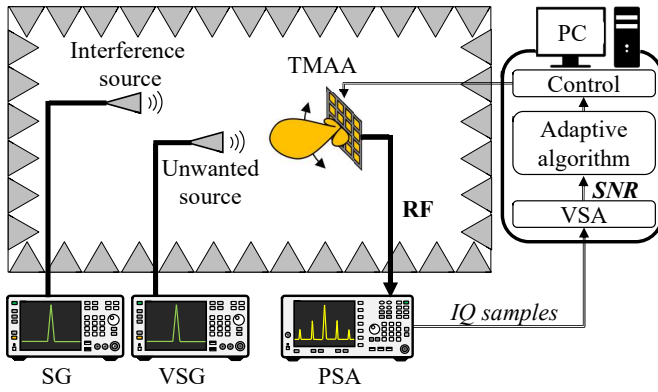 Interference
source
TMAA
PC
Control
Adaptive
algorithm
Unwanted
source
SNR
RF
VSA
IQ samples
SG
VSG
PSA